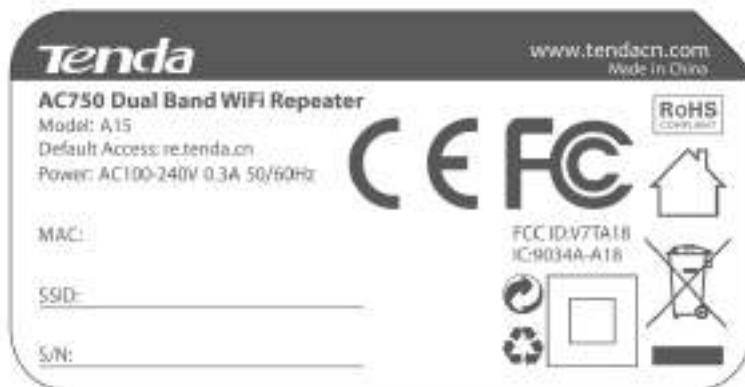 Tenda
www.tendacn.com
Made in China
AC750 Dual Band WiFi Repeater
Model: A15
Default Access: re.tenda.cn
Power: AC100-240V 0.3A 50/60Hz
CE FC
RoHS
COMPLIANT
MAC:
FCC ID:V7TA18
IC:9034A-A18
SSID:
S/N: